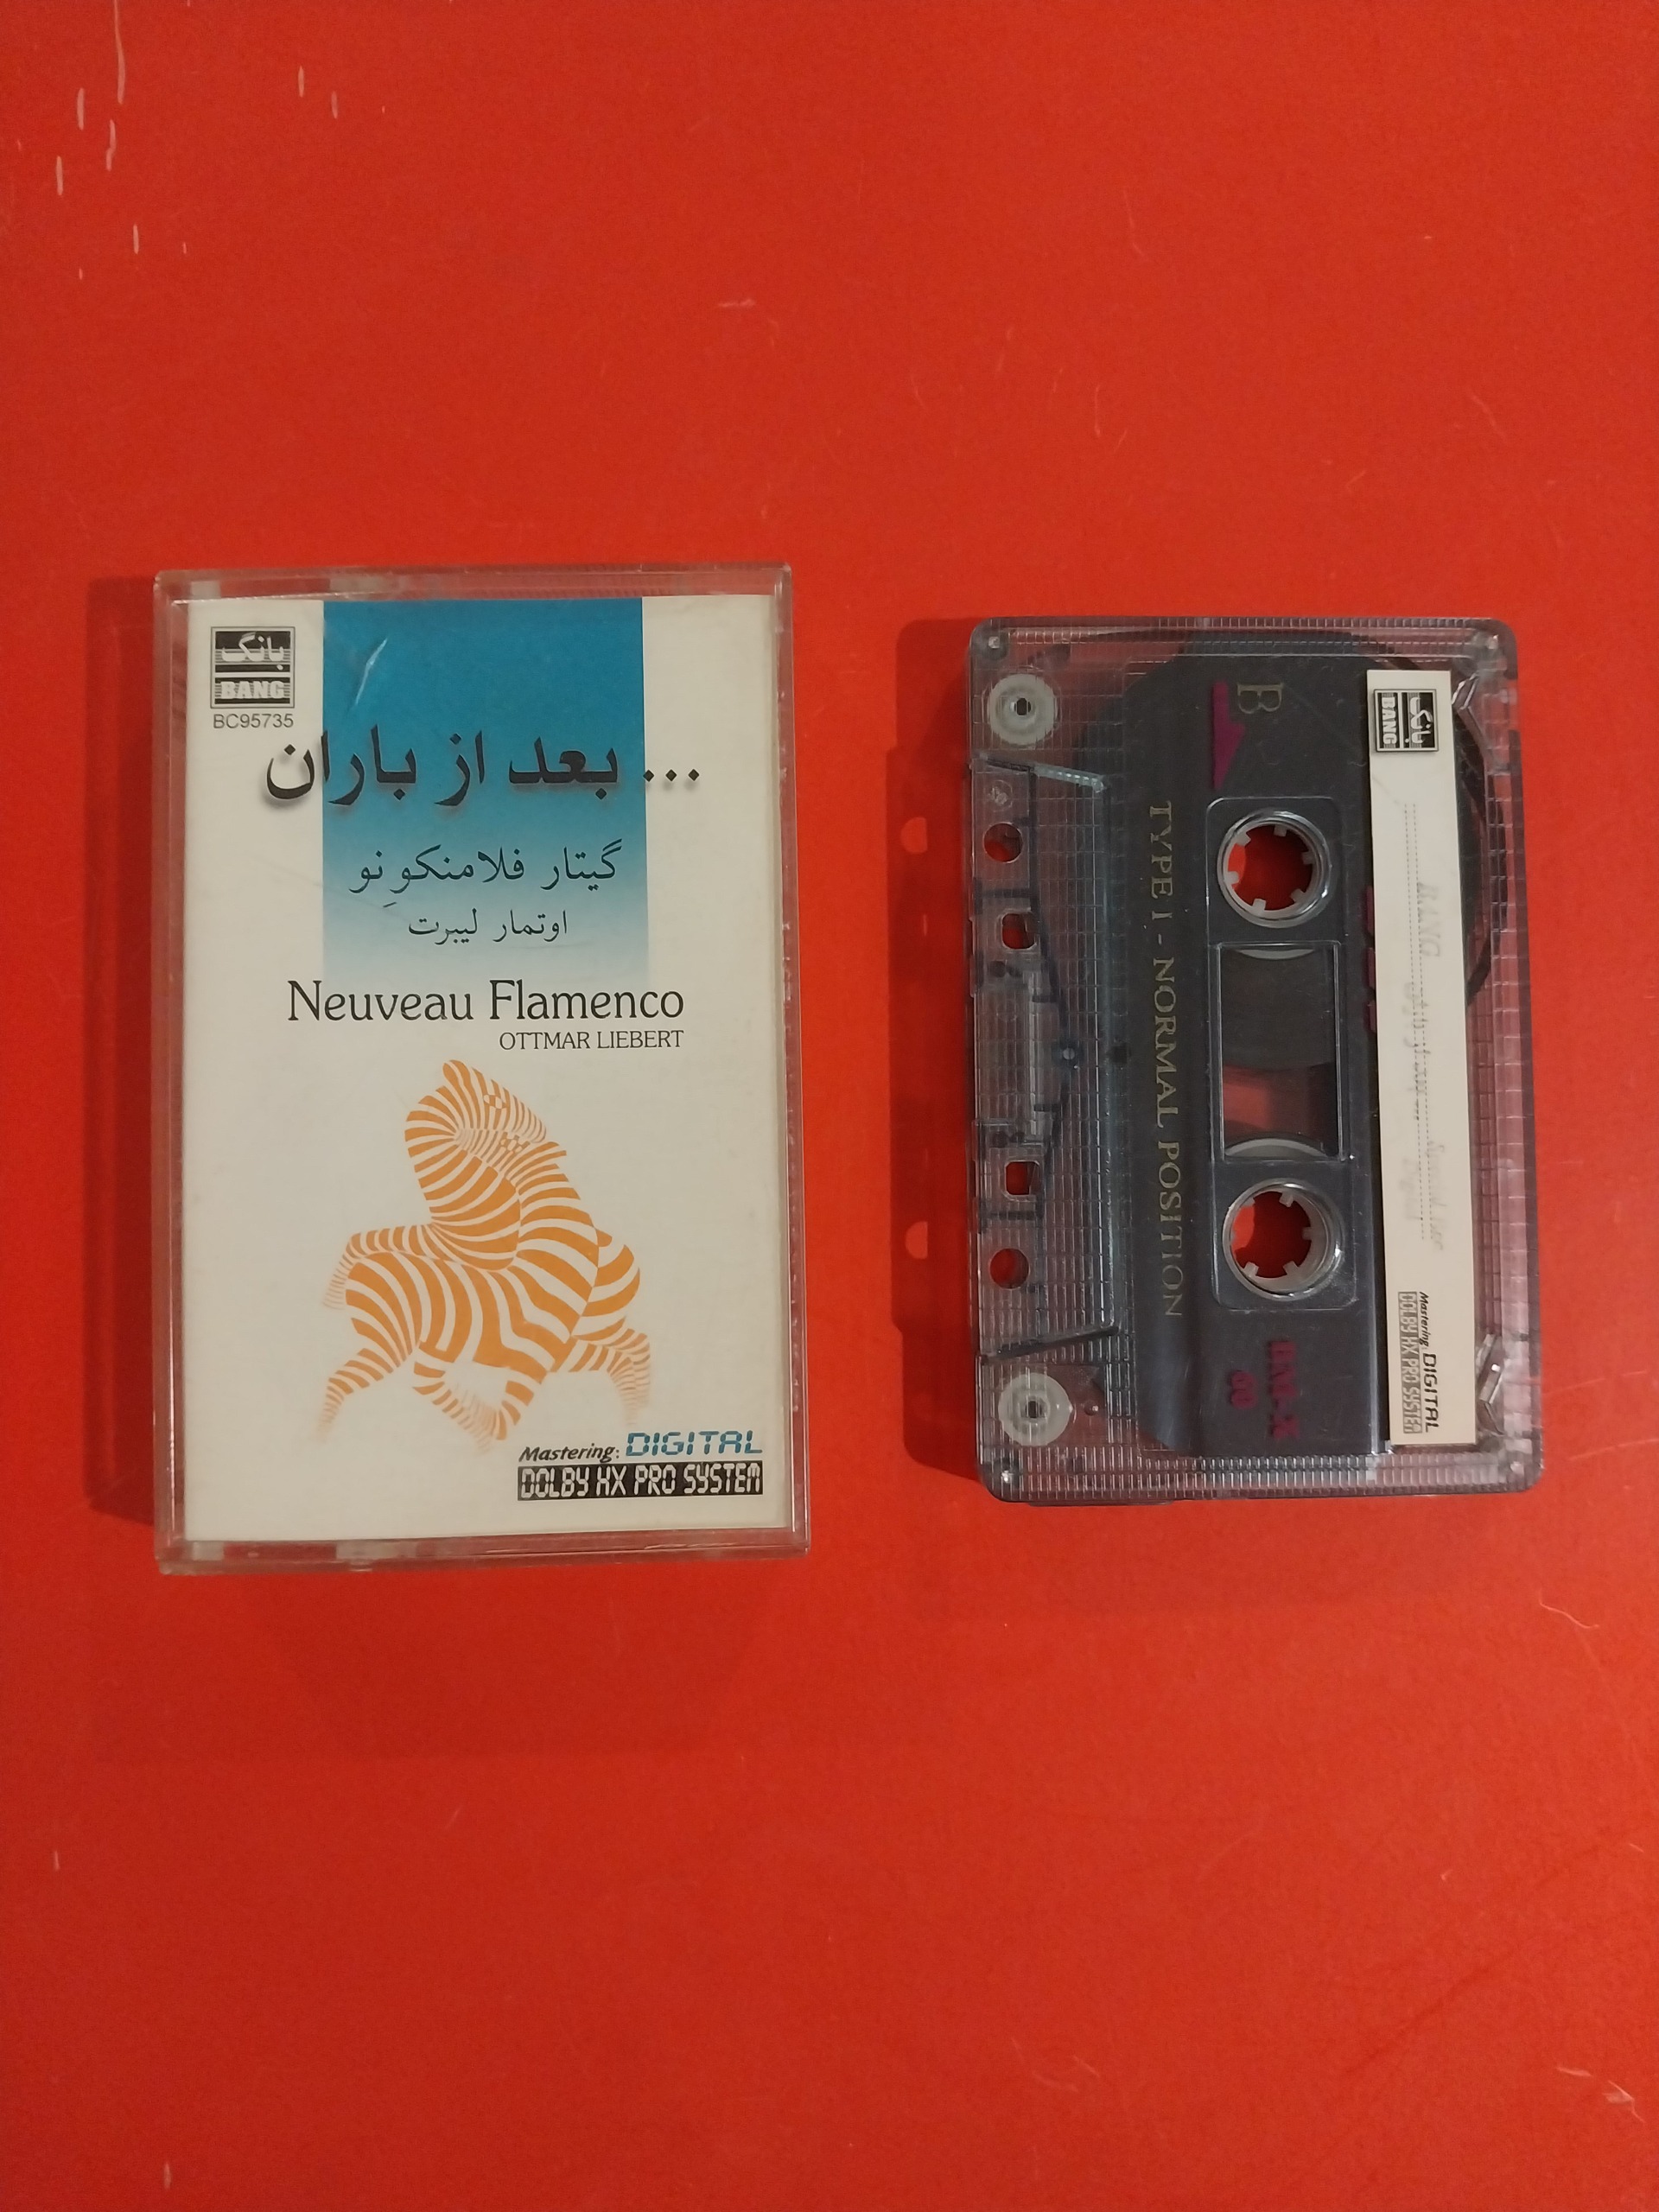 بانگ
BANG
BC95735
... بعد از باران
گیتار فلامنکوِ نو
اوتمار لیبرت
Neuveau Flamenco
OTTMAR LIEBERT
Mastering: DIGITAL
DOLBY HX PRO SYSTEM
B
TYPE I - NORMAL POSITION
60
بانگ
BANG
Mastering: DIGITAL
DOLBY HX PRO SYSTEM